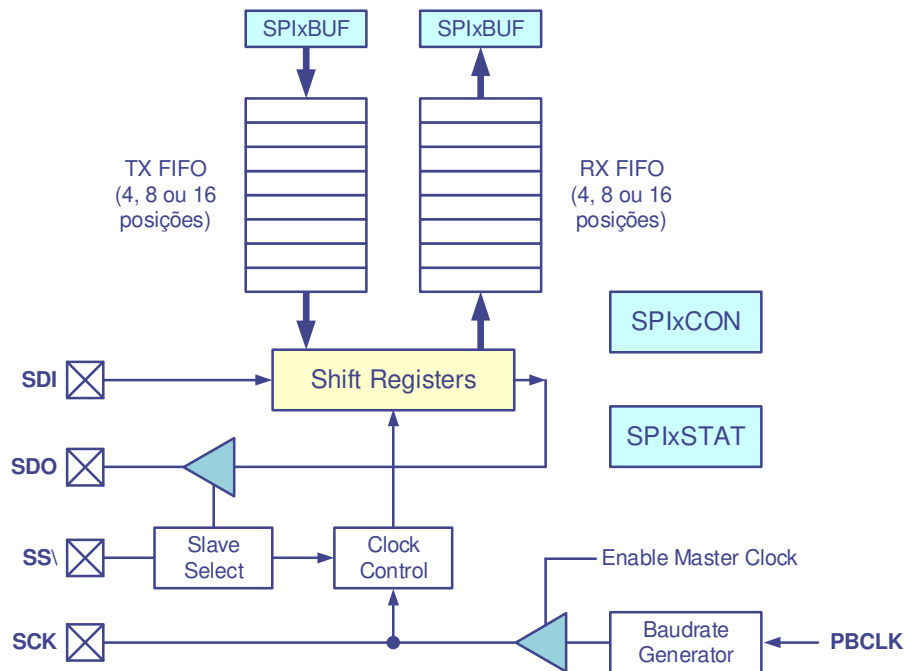 SPIxBUF
SPIxBUF
TX FIFO
(4, 8 ou 16
posições)
RX FIFO
(4, 8 ou 16
posições)
SPIxCON
SDI
Shift Registers
SPIxSTAT
SDO
SS\
Slave
Select
Clock
Control
Enable Master Clock
SCK
Baudrate
Generator
PBCLK